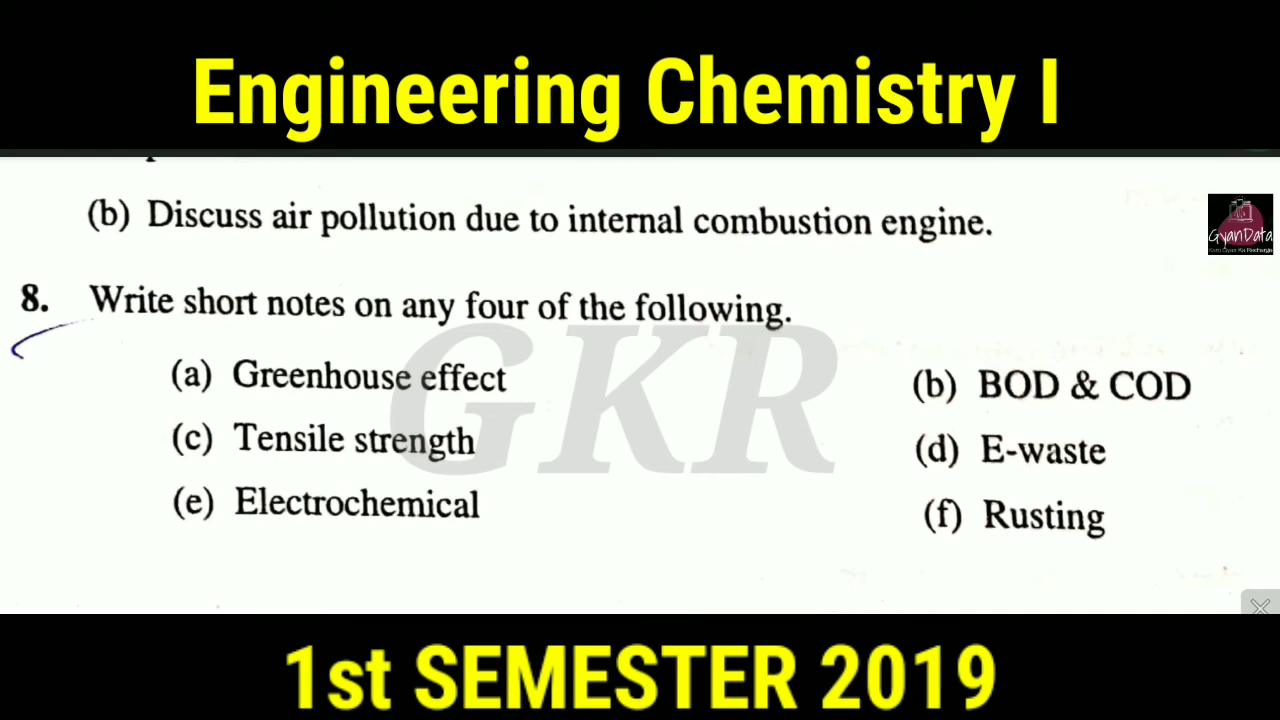 Engineering Chemistry I
(b) Discuss air pollution due to internal combustion engine.
GyanData
8. Write short notes on any four of the following.
GKR
(a) Greenhouse effect (b) BOD & COD
(c) Tensile strength (d) E-waste
(e) Electrochemical (f) Rusting
1st SEMESTER 2019